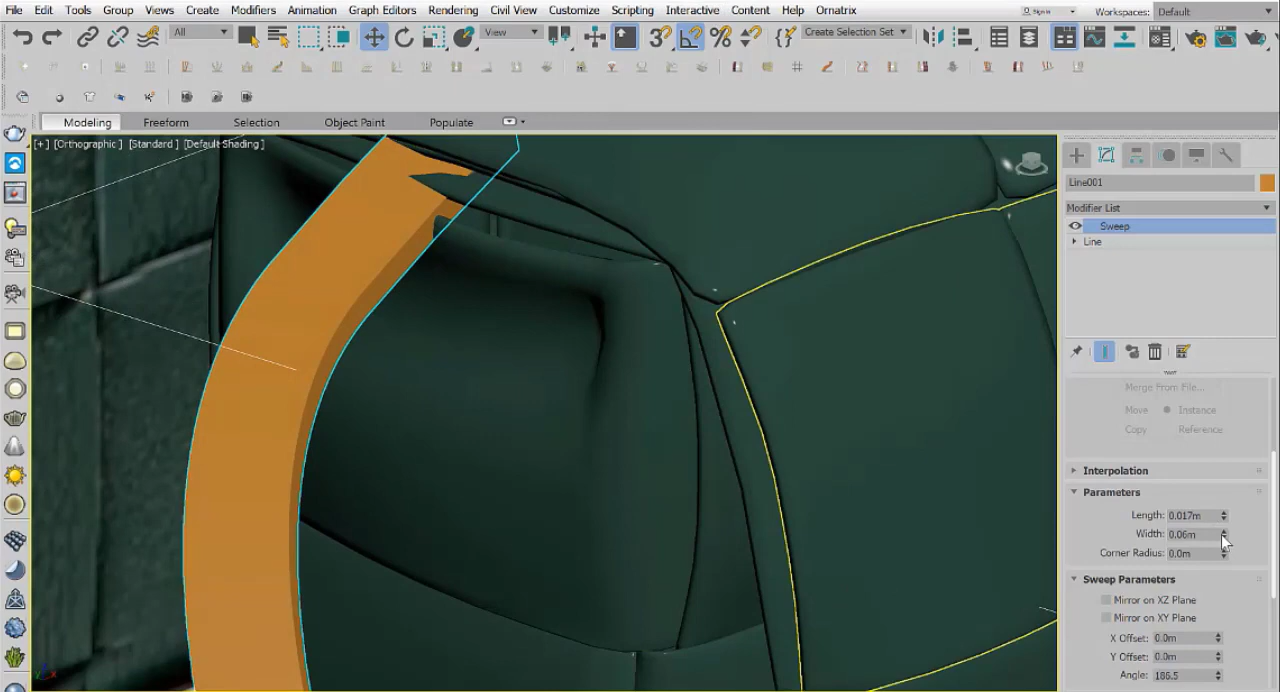 File Edit Tools Group Views Create Modifiers Animation Graph Editors Rendering Civil View Customize Scripting Interactive Content Help Ornatrix Sign In Workspaces: Default
All View Create Selection Set
Modeling Freeform Selection Object Paint Populate
[+] [Orthographic ] [Standard ] [Default Shading ]
Line001
Modifier List
Sweep
Line
Merge From File...
Move Instance
Copy Reference
Interpolation
Parameters
Length: 0.017m
Width: 0.06m
Corner Radius: 0.0m
Sweep Parameters
Mirror on XZ Plane
Mirror on XY Plane
X Offset: 0.0m
Y Offset: 0.0m
Angle: 186.5